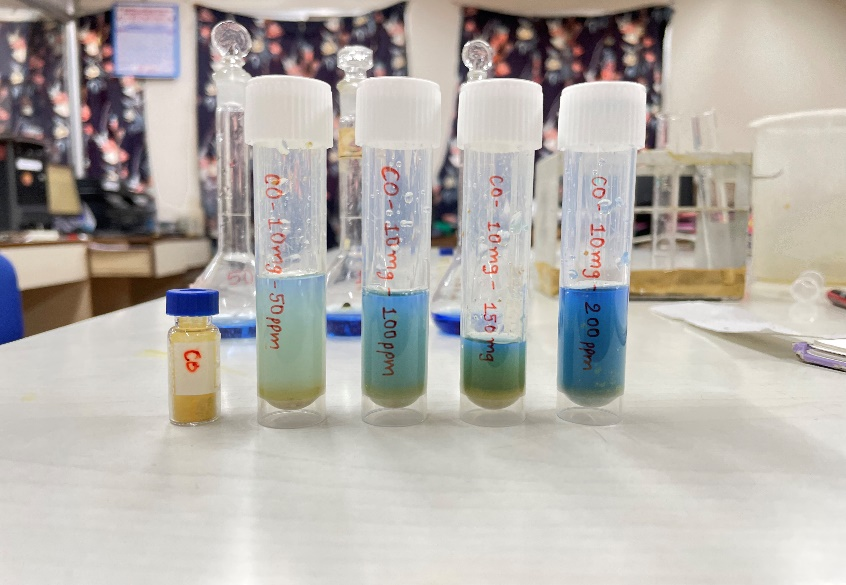 CO
CO - 10mg - 50ppm
CO - 10mg - 100ppm
CO - 10mg - 150mg
CO - 10mg - 200ppm